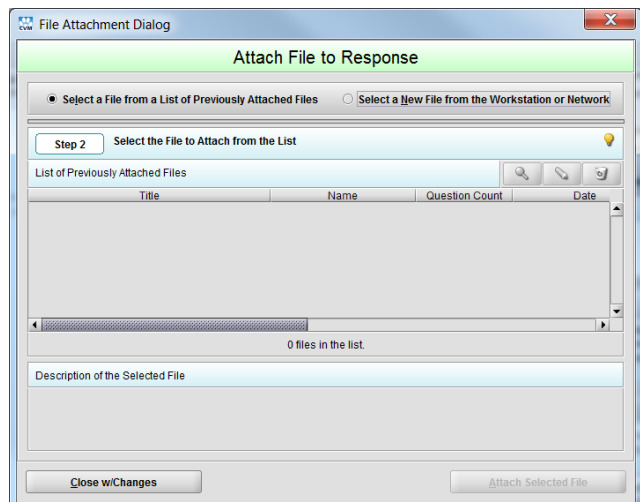 CVM File Attachment Dialog X
Attach File to Response
Select a File from a List of Previously Attached Files Select a New File from the Workstation or Network
Step 2 Select the File to Attach from the List
List of Previously Attached Files
Title Name Question Count Date
0 files in the list.
Description of the Selected File
Close w/Changes Attach Selected File